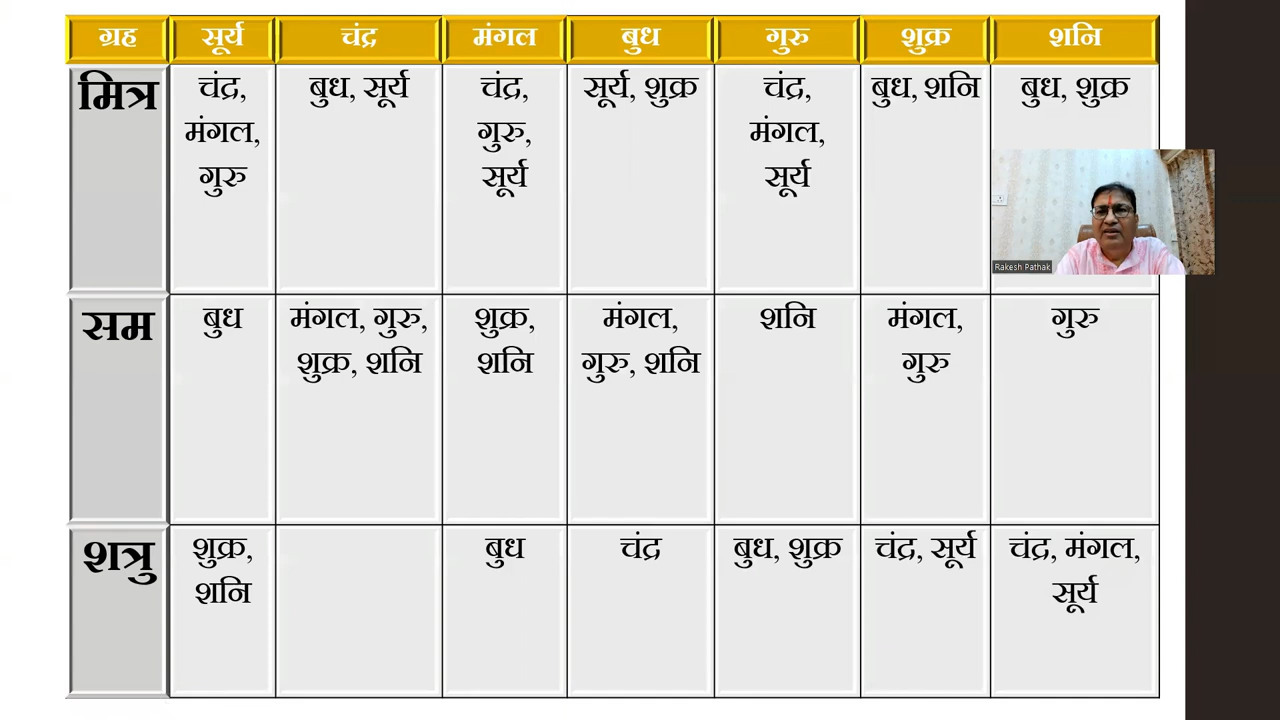 ग्रह सूर्य चंद्र मंगल बुध गुरु शुक्र शनि
मित्र चंद्र, बुध, सूर्य चंद्र, सूर्य, शुक्र चंद्र, बुध, शनि बुध, शुक्र
मंगल, गुरु, मंगल,
गुरु सूर्य सूर्य
Rakesh Pathak
सम बुध मंगल, गुरु, शुक्र, मंगल, शनि मंगल, गुरु
शुक्र, शनि शनि गुरु, शनि गुरु
शत्रु शुक्र, बुध चंद्र बुध, शुक्र चंद्र, सूर्य चंद्र, मंगल,
शनि सूर्य